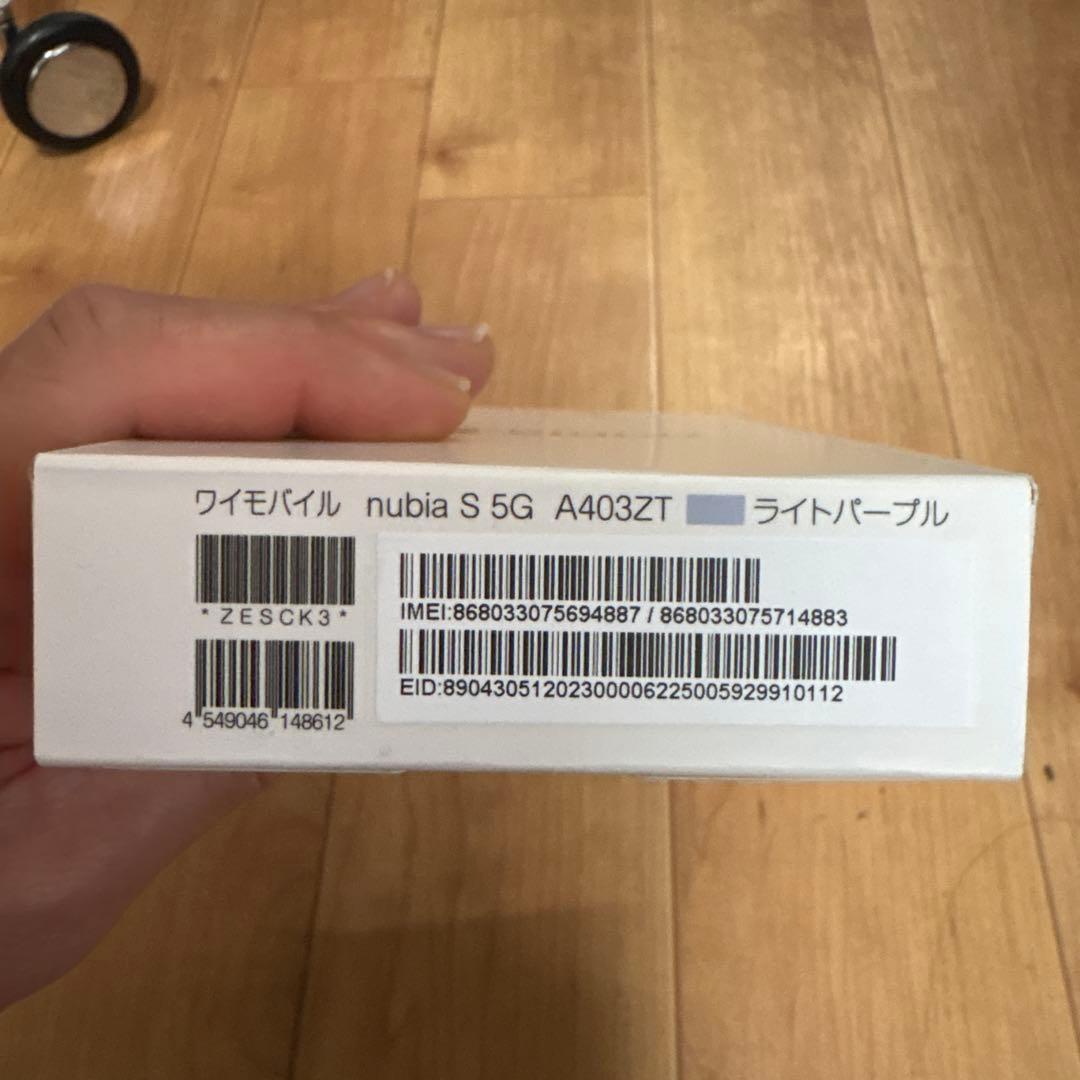 ワイモバイル nubia S 5G A403ZT ライトパープル
*ZESCK3*
4 549046 148612
IMEI:868033075694887 / 868033075714883
EID:89043051202300006225005929910112